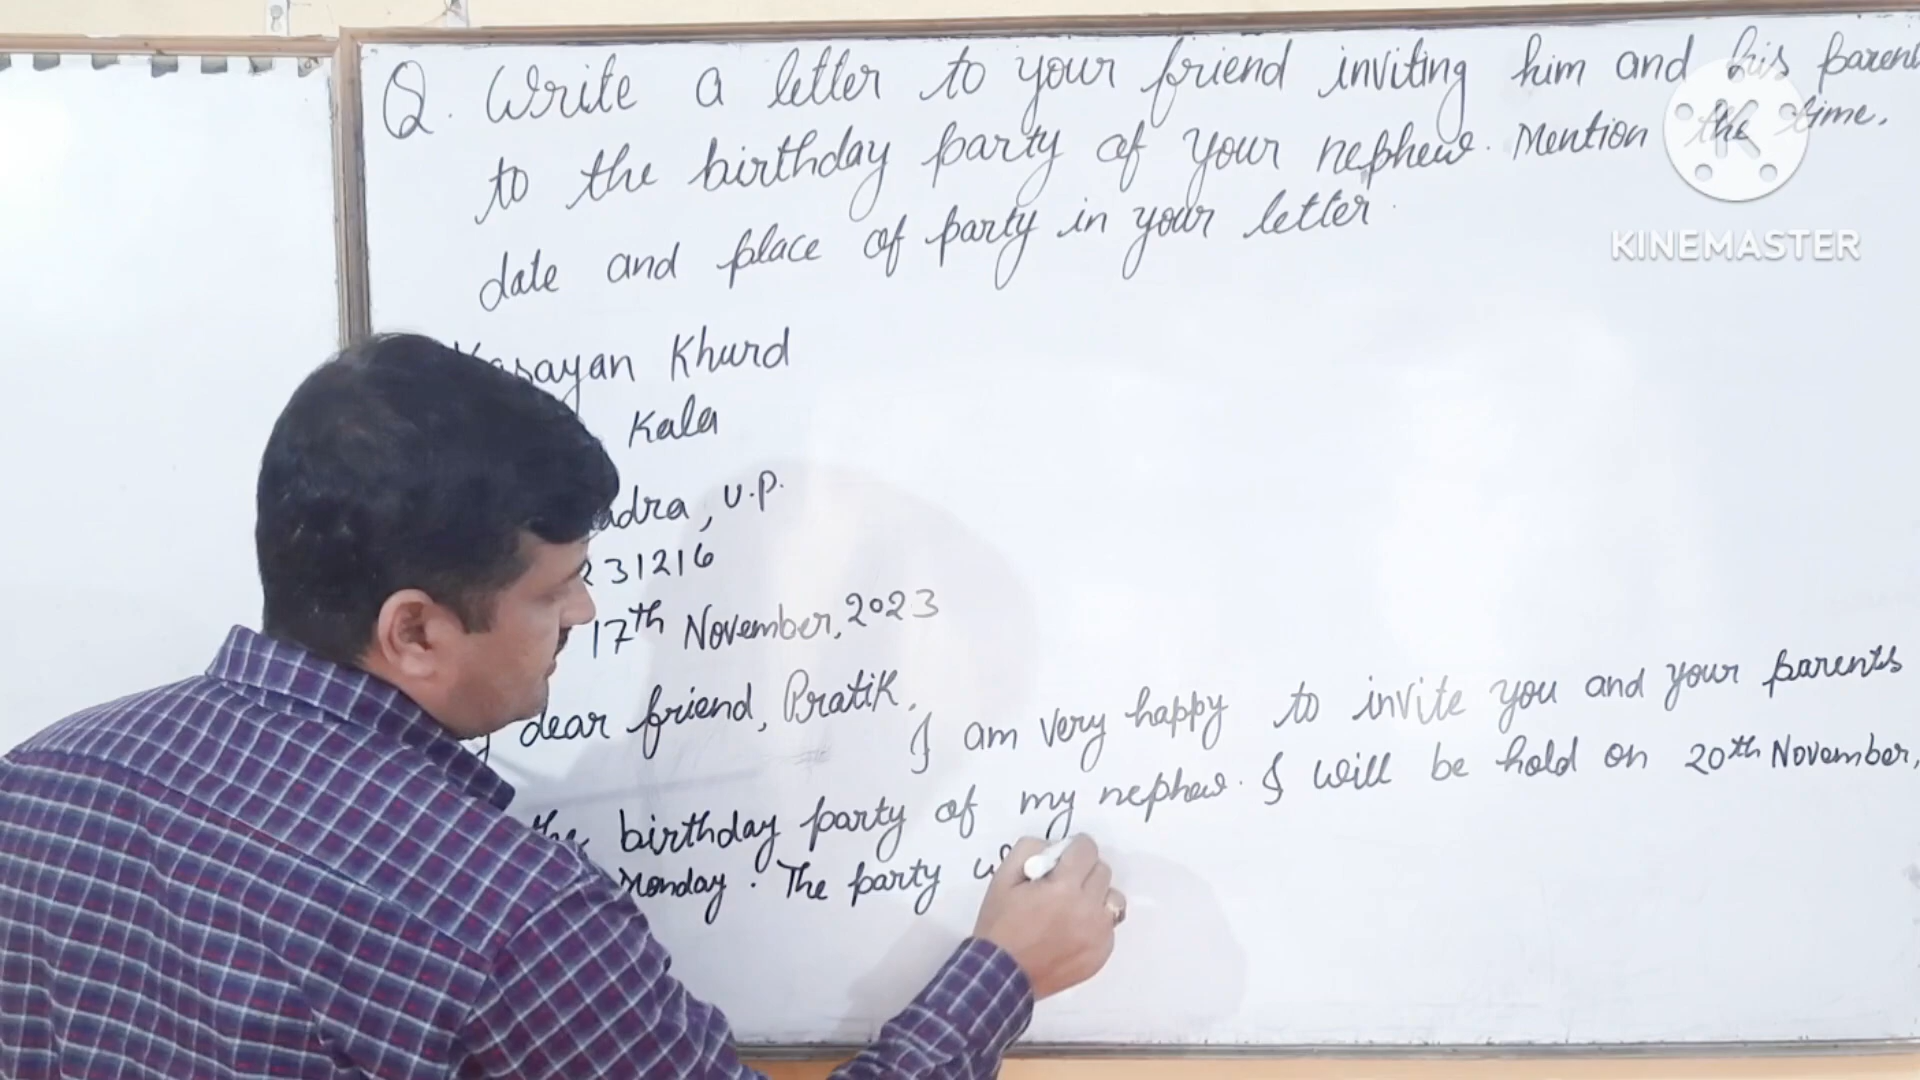 Q. Write a letter to your friend inviting him and his parent
to the birthday party of your nephew. Mention the time,
date and place of party in your letter.
KINEMASTER
Khurd
Kala
U.P.
231216
17th November, 2023
dear friend, Pratik,
I am very happy to invite you and your parents
the birthday party of my nephew. I will be hold on 20th November,
Monday. The party